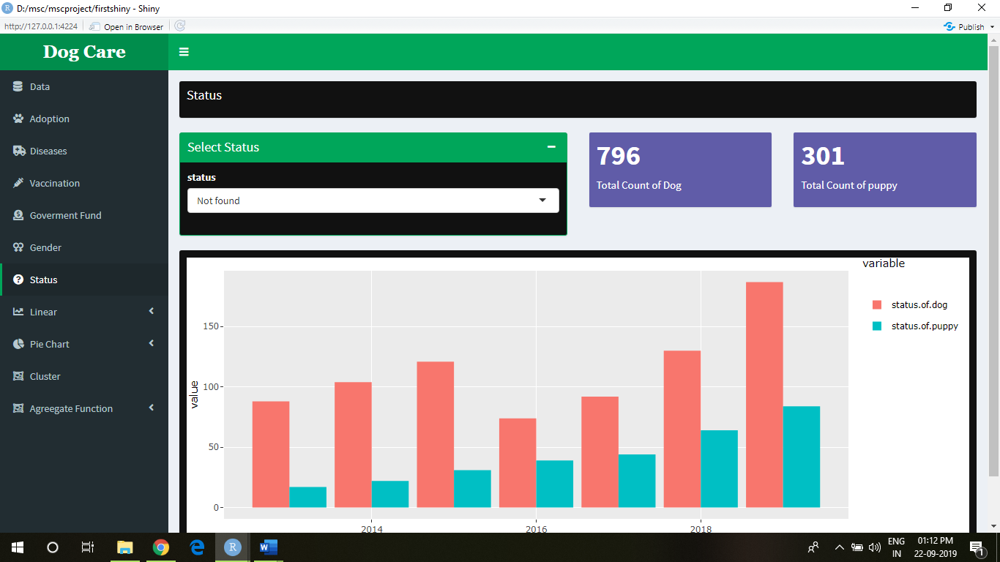 D:/msc/mscproject/firstshiny - Shiny
http://127.0.0.1:4224 Open in Browser Publish
Dog Care
Data
Adoption
Diseases
Vaccination
Goverment Fund
Gender
Status
Linear
Pie Chart
Cluster
Agreegate Function
Status
Select Status
status
Not found
796
Total Count of Dog
301
Total Count of puppy
variable
status.of.dog
status.of.puppy
value
150
100
50
0
2014 2016 2018
ENG
IN
01:12 PM
22-09-2019
1